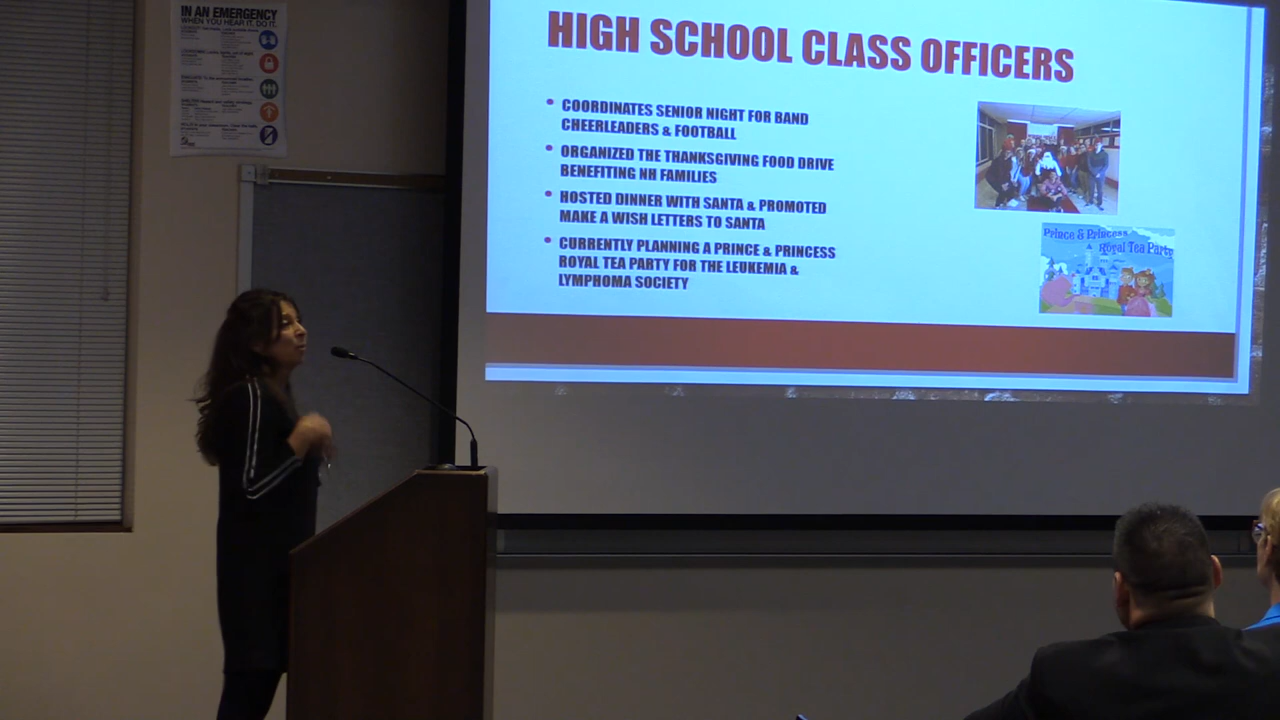 IN AN EMERGENCY
WHEN YOU HEAR IT. DO IT.
HIGH SCHOOL CLASS OFFICERS
• COORDINATES SENIOR NIGHT FOR BAND
CHEERLEADERS & FOOTBALL
• ORGANIZED THE THANKSGIVING FOOD DRIVE
BENEFITING NH FAMILIES
• HOSTED DINNER WITH SANTA & PROMOTED
MAKE A WISH LETTERS TO SANTA
• CURRENTLY PLANNING A PRINCE & PRINCESS
ROYAL TEA PARTY FOR THE LEUKEMIA &
LYMPHOMA SOCIETY
Prince & Princess
Royal Tea Party